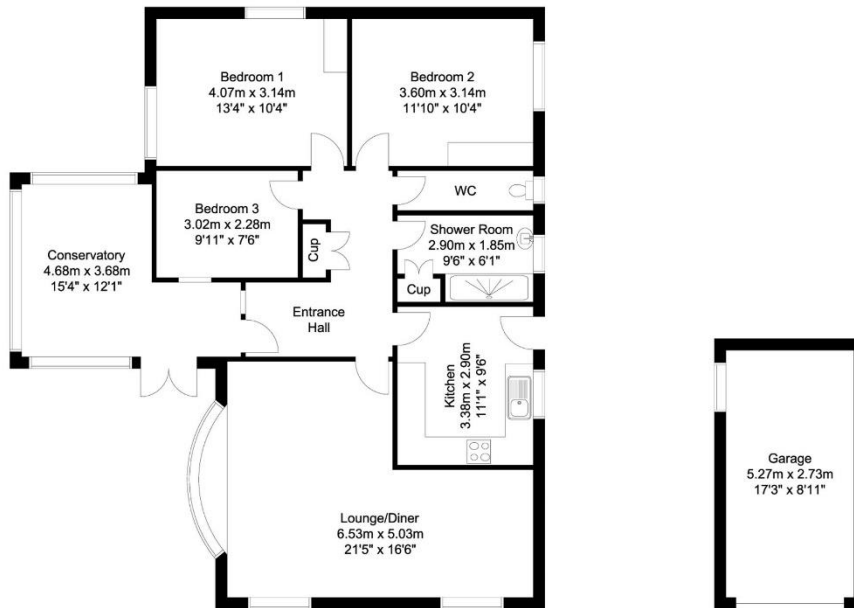 Bedroom 1
4.07m x 3.14m
13'4" x 10'4"
Bedroom 2
3.60m x 3.14m
11'10" x 10'4"
WC
Bedroom 3
3.02m x 2.28m
9'11" x 7'6"
Shower Room
2.90m x 1.85m
9'6" x 6'1"
Cup
Cup
Conservatory
4.68m x 3.68m
15'4" x 12'1"
Entrance
Hall
Kitchen
3.38m x 2.90m
11'1" x 9'6"
Lounge/Diner
6.53m x 5.03m
21'5" x 16'6"
Garage
5.27m x 2.73m
17'3" x 8'11"